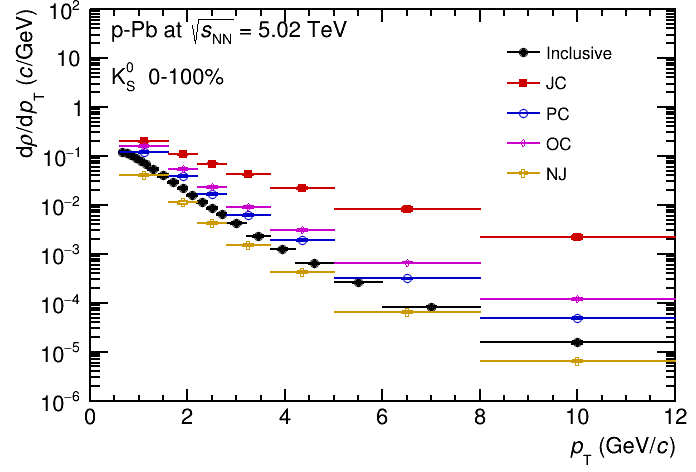 p-Pb at √s_NN = 5.02 TeV
K⁰_S 0-100%
Inclusive
JC
PC
OC
NJ
dρ/dp_T (c/GeV)
10²
10
1
10⁻¹
10⁻²
10⁻³
10⁻⁴
10⁻⁵
10⁻⁶
0 2 4 6 8 10 12
p_T (GeV/c)